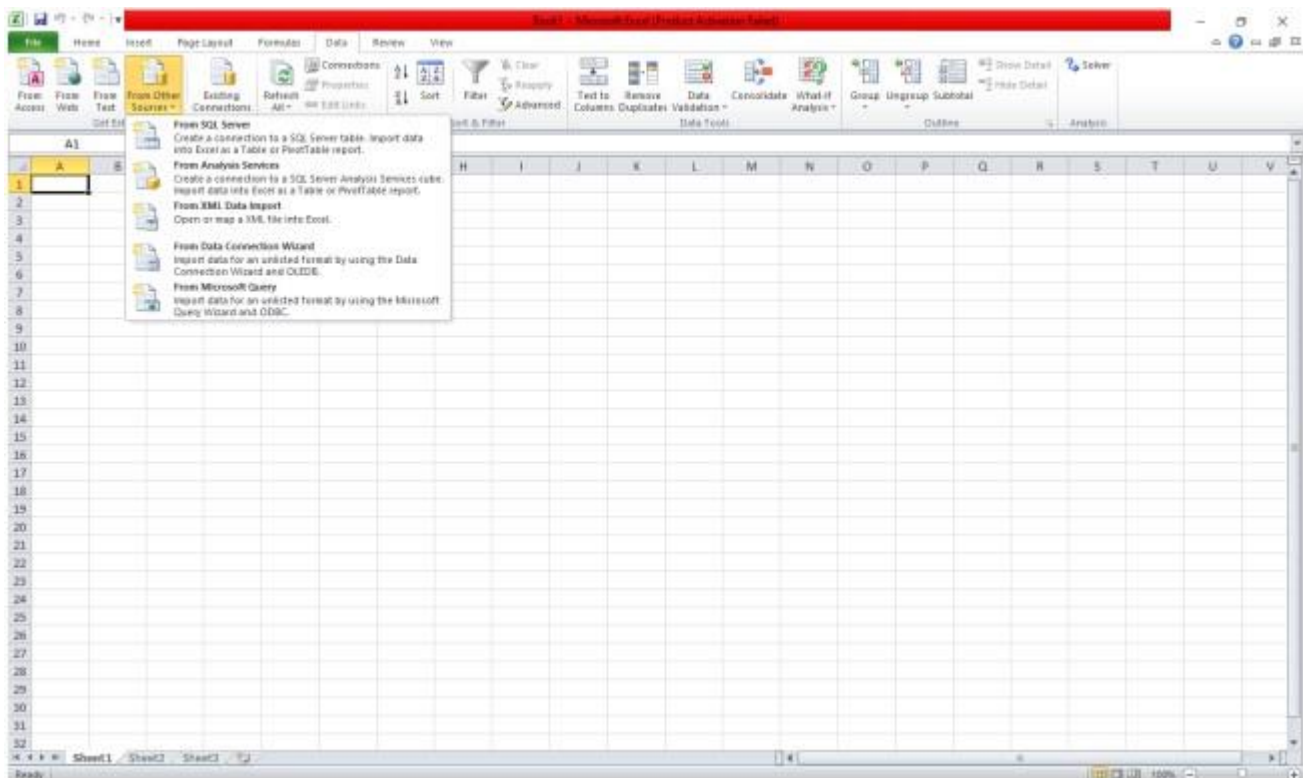 Book1 - Microsoft Excel (Product Activation Failed)
File Home Insert Page Layout Formulas Data Review View
From Access
From Web
From Text
From Other Sources
Existing Connections
Refresh All
Connections
Properties
Edit Links
Sort
Filter
Clear
Reapply
Advanced
Text to Columns
Remove Duplicates
Data Validation
Consolidate
What-If Analysis
Group
Ungroup
Subtotal
Show Detail
Hide Detail
Solver
Get Ext
Sort & Filter
Data Tools
Outline
Analysis
From SQL Server
Create a connection to a SQL Server table. Import data
into Excel as a Table or PivotTable report.
From Analysis Services
Create a connection to a SQL Server Analysis Services cube.
Import data into Excel as a Table or PivotTable report.
From XML Data Import
Open or map a XML file into Excel.
From Data Connection Wizard
Import data for an unlisted format by using the Data
Connection Wizard and OLEDB.
From Microsoft Query
Import data for an unlisted format by using the Microsoft
Query Wizard and ODBC.
A1
A B H I J K L M N O P Q R S T U V
1
2
3
4
5
6
7
8
9
10
11
12
13
14
15
16
17
18
19
20
21
22
23
24
25
26
27
28
29
30
31
32
Sheet1 Sheet2 Sheet3
Ready 100%